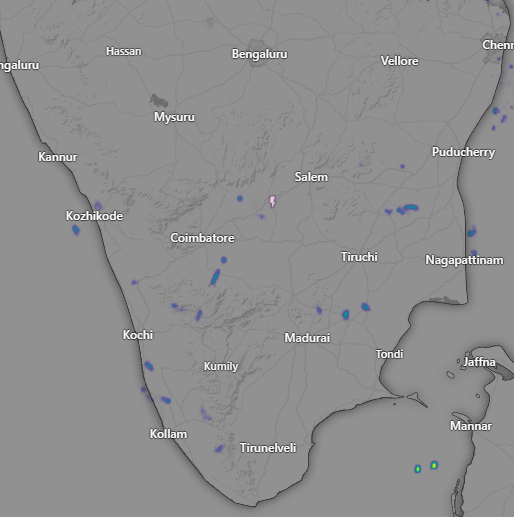 Hassan
Bengaluru
Chenn
ngaluru
Vellore
Mysuru
Kannur
Puducherry
Salem
Kozhikode
Coimbatore
Tiruchi
Nagapattinam
Kochi
Madurai
Tondi
Kumily
Jaffna
Mannar
Kollam
Tirunelveli